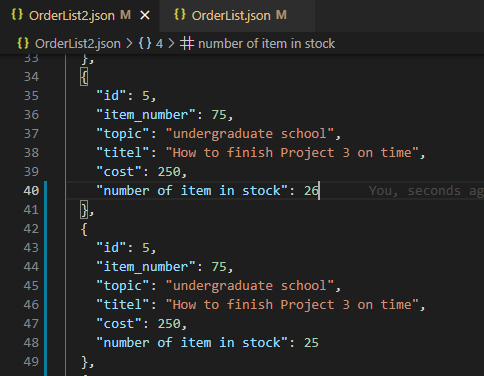 {} OrderList2.json M × {} OrderList.json M
{} OrderList2.json > {} 4 > # number of item in stock
33 },
34 {
35 "id": 5,
36 "item_number": 75,
37 "topic": "undergraduate school",
38 "titel": "How to finish Project 3 on time",
39 "cost": 250,
40 "number of item in stock": 26 You, seconds ag
41 },
42 {
43 "id": 5,
44 "item_number": 75,
45 "topic": "undergraduate school",
46 "titel": "How to finish Project 3 on time",
47 "cost": 250,
48 "number of item in stock": 25
49 },